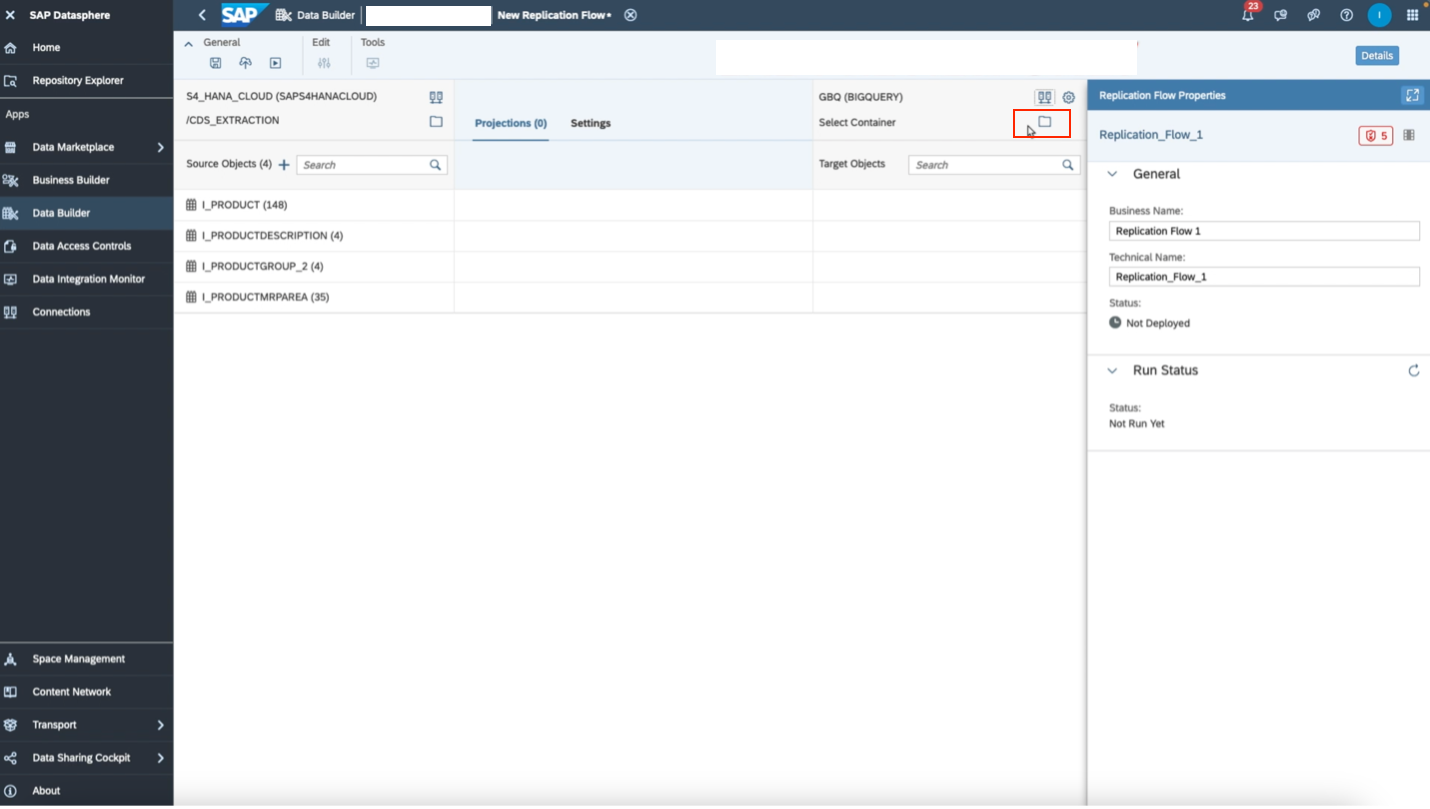 SAP Datasphere
SAP Data Builder New Replication Flow• 23
Home
Repository Explorer
Apps
Data Marketplace
Business Builder
Data Builder
Data Access Controls
Data Integration Monitor
Connections
Space Management
Content Network
Transport
Data Sharing Cockpit
About
General Edit Tools
Details
S4_HANA_CLOUD (SAPS4HANACLOUD)
/CDS_EXTRACTION
Source Objects (4) Search
I_PRODUCT (148)
I_PRODUCTDESCRIPTION (4)
I_PRODUCTGROUP_2 (4)
I_PRODUCTMRPAREA (35)
Projections (0) Settings
GBQ (BIGQUERY)
Select Container
Target Objects Search
Replication Flow Properties
Replication_Flow_1 5
General
Business Name:
Replication Flow 1
Technical Name:
Replication_Flow_1
Status:
Not Deployed
Run Status
Status:
Not Run Yet